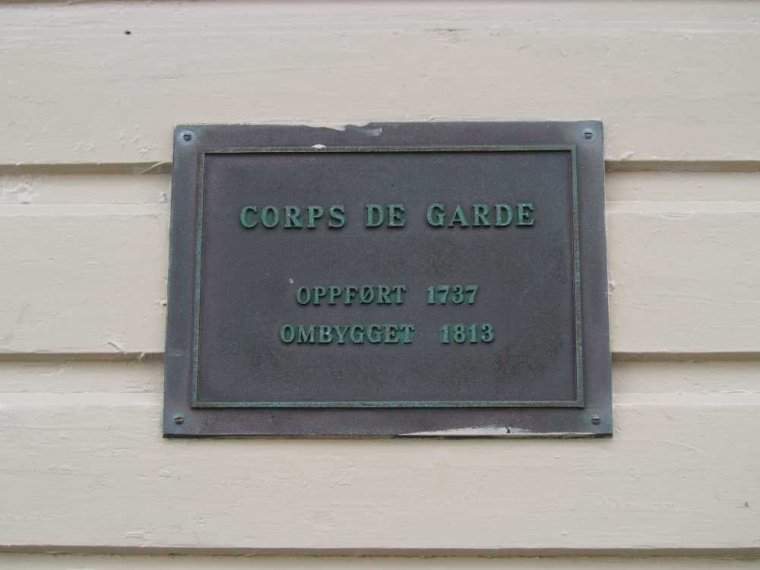 CORPS DE GARDE
OPPFØRT 1737
OMBYGGET 1813